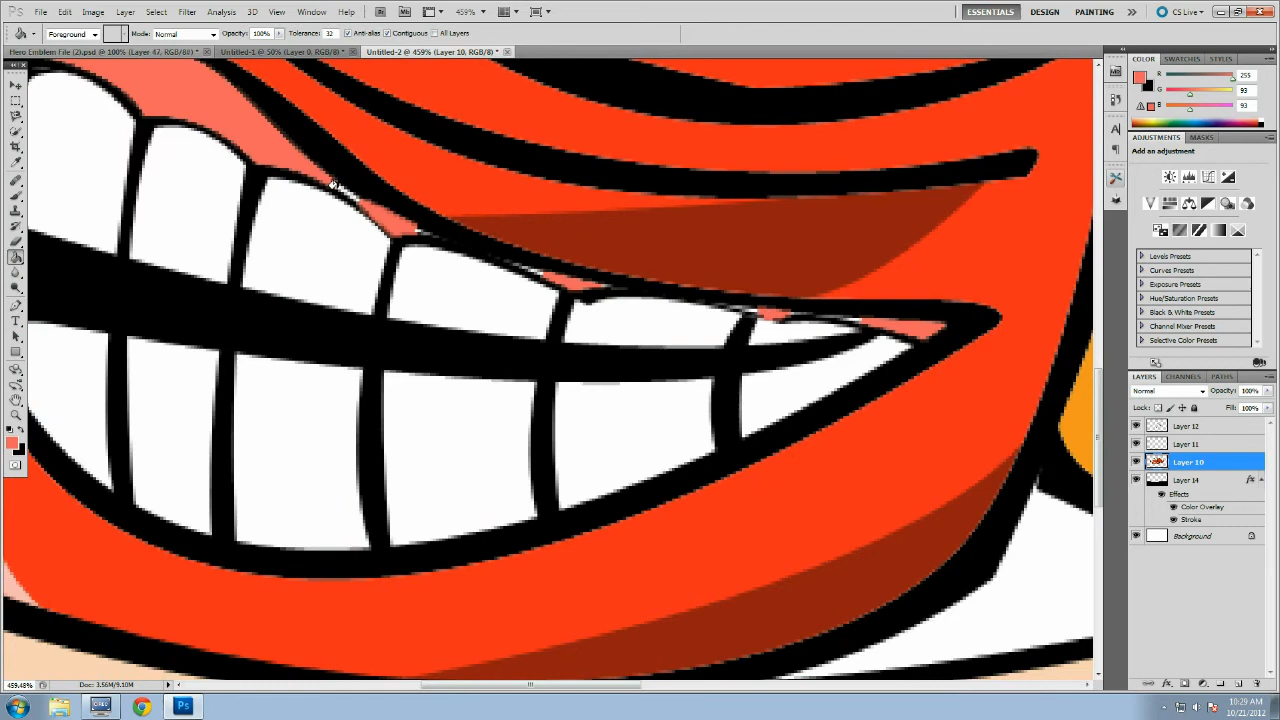 Ps File Edit Image Layer Select Filter Analysis 3D View Window Help Br Mb 459% ESSENTIALS DESIGN PAINTING CS Live
Foreground Mode: Normal Opacity: 200% Tolerance: 32 Anti-alias Contiguous All Layers
Hero Emblem File (2).psd @ 100% (Layer 47, RGB/8#) * Untitled-1 @ 50% (Layer 0, RGB/8) * Untitled-2 @ 459% (Layer 10, RGB/8) *
COLOR SWATCHES STYLES
R 255
G 93
B 93
ADJUSTMENTS MASKS
Add an adjustment
Levels Presets
Curves Presets
Exposure Presets
Hue/Saturation Presets
Black & White Presets
Channel Mixer Presets
Selective Color Presets
LAYERS CHANNELS PATHS
Normal Opacity: 100%
Lock: Fill: 100%
Layer 12
Layer 11
Layer 10
Layer 14 fx
Effects
Color Overlay
Stroke
Background
459.48% Doc: 3.56M/9.10M
10:29 AM
10/21/2012